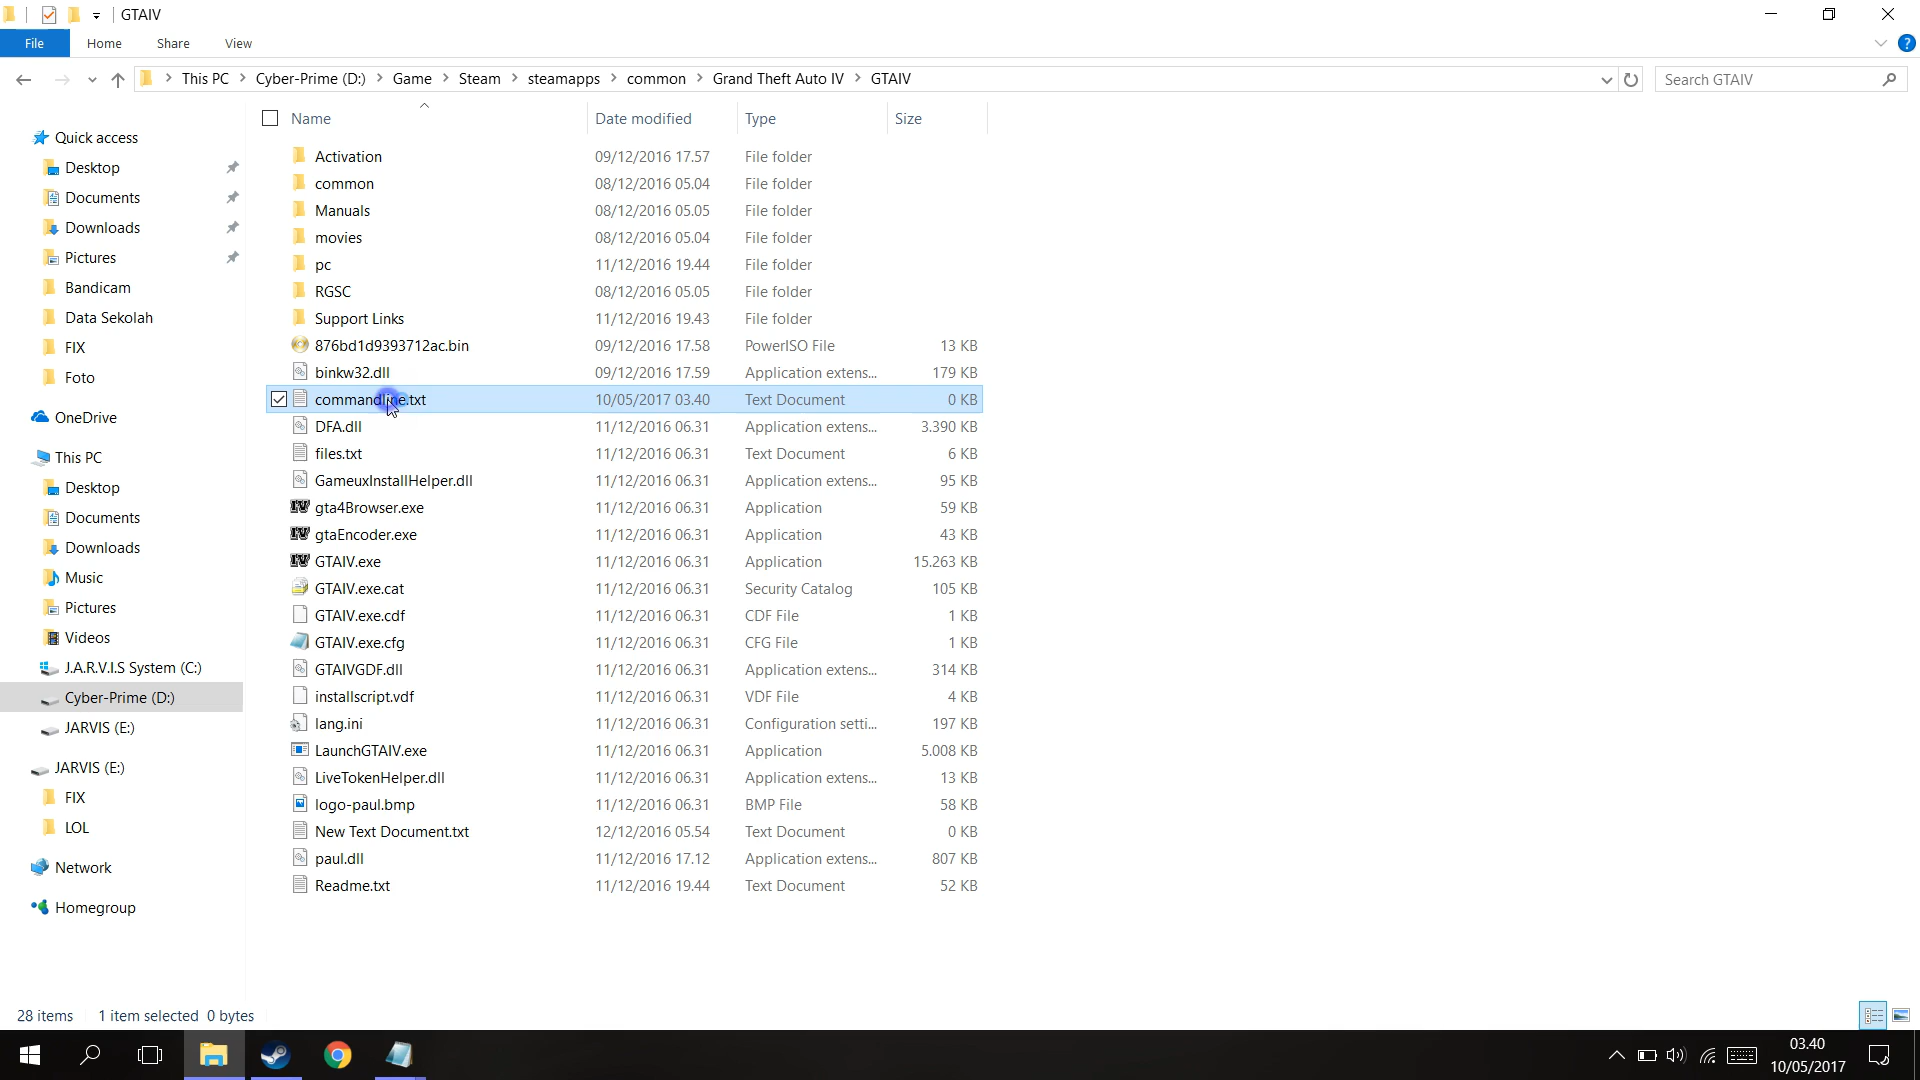 GTAIV
File Home Share View
This PC Cyber-Prime (D:) Game Steam steamapps common Grand Theft Auto IV GTAIV
Search GTAIV
Quick access
Desktop
Documents
Downloads
Pictures
Bandicam
Data Sekolah
FIX
Foto
OneDrive
This PC
Desktop
Documents
Downloads
Music
Pictures
Videos
J.A.R.V.I.S System (C:)
Cyber-Prime (D:)
JARVIS (E:)
JARVIS (E:)
FIX
LOL
Network
Homegroup
Name Date modified Type Size
Activation 09/12/2016 17.57 File folder
common 08/12/2016 05.04 File folder
Manuals 08/12/2016 05.05 File folder
movies 08/12/2016 05.04 File folder
pc 11/12/2016 19.44 File folder
RGSC 08/12/2016 05.05 File folder
Support Links 11/12/2016 19.43 File folder
876bd1d9393712ac.bin 09/12/2016 17.58 PowerISO File 13 KB
binkw32.dll 09/12/2016 17.59 Application extens... 179 KB
commandline.txt 10/05/2017 03.40 Text Document 0 KB
DFA.dll 11/12/2016 06.31 Application extens... 3.390 KB
files.txt 11/12/2016 06.31 Text Document 6 KB
GameuxInstallHelper.dll 11/12/2016 06.31 Application extens... 95 KB
gta4Browser.exe 11/12/2016 06.31 Application 59 KB
gtaEncoder.exe 11/12/2016 06.31 Application 43 KB
GTAIV.exe 11/12/2016 06.31 Application 15.263 KB
GTAIV.exe.cat 11/12/2016 06.31 Security Catalog 105 KB
GTAIV.exe.cdf 11/12/2016 06.31 CDF File 1 KB
GTAIV.exe.cfg 11/12/2016 06.31 CFG File 1 KB
GTAIVGDF.dll 11/12/2016 06.31 Application extens... 314 KB
installscript.vdf 11/12/2016 06.31 VDF File 4 KB
lang.ini 11/12/2016 06.31 Configuration setti... 197 KB
LaunchGTAIV.exe 11/12/2016 06.31 Application 5.008 KB
LiveTokenHelper.dll 11/12/2016 06.31 Application extens... 13 KB
logo-paul.bmp 11/12/2016 06.31 BMP File 58 KB
New Text Document.txt 12/12/2016 05.54 Text Document 0 KB
paul.dll 11/12/2016 17.12 Application extens... 807 KB
Readme.txt 11/12/2016 19.44 Text Document 52 KB
28 items 1 item selected 0 bytes
03.40
10/05/2017